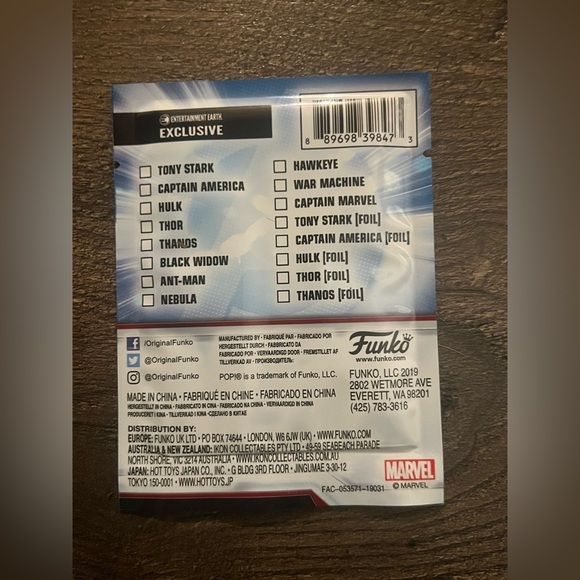 ENTERTAINMENT EARTH
EXCLUSIVE
8 89698 39847 3
TONY STARK
CAPTAIN AMERICA
HULK
THOR
THANOS
BLACK WIDOW
ANT-MAN
NEBULA
HAWKEYE
WAR MACHINE
CAPTAIN MARVEL
TONY STARK [FOIL]
CAPTAIN AMERICA [FOIL]
HULK [FOIL]
THOR [FOIL]
THANOS [FOIL]
/OriginalFunko
@OriginalFunko
@OriginalFunko
MANUFACTURED BY • FABRIQUÉ PAR • FABRICADO POR
HERGESTELLT DURCH • FABBRICATO DA
FABRICADO POR • VERVAARDIGD DOOR • FREMSTILLET AF
TILLVERKAD AV • ПРОИЗВОДИТЕЛЬ:
POP!® is a trademark of Funko, LLC.
Funko
www.funko.com
FUNKO, LLC 2019
2802 WETMORE AVE
EVERETT, WA 98201
(425) 783-3616
MADE IN CHINA • FABRIQUÉ EN CHINE • FABRICADO EN CHINA
HERGESTELLT IN CHINA • FABBRICATO IN CINA • FABRICADO NA CHINA • VERVAARDIGD IN CHINA
PRODUCERET I KINA • TILLVERKAD I KINA •СДЕЛАНО В КИТАЕ
DISTRIBUTION BY:
EUROPE: FUNKO UK LTD • PO BOX 74644 • LONDON, W6 6JW (UK) • WWW.FUNKO.COM
AUSTRALIA & NEW ZEALAND: IKON COLLECTABLES PTY LTD • 49-59 SEABEACH PARADE
NORTH SHORE, VIC 3214 AUSTRALIA • WWW.IKONCOLLECTABLES.COM.AU
JAPAN: HOT TOYS JAPAN CO., INC. • G BLDG 3RD FLOOR • JINGUMAE 3-30-12
TOKYO 150-0001 • WWW.HOTTOYS.JP
MARVEL
© MARVEL
FAC-053571-19031